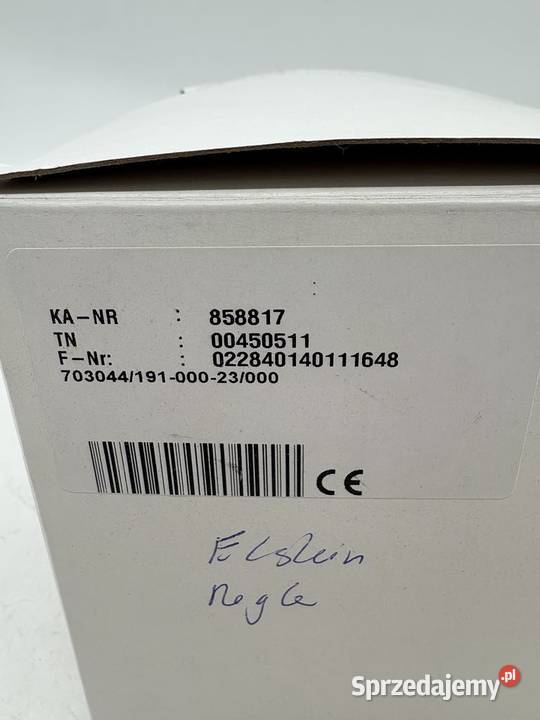 KA-NR : 858817
TN : 00450511
F-Nr: : 022840140111648
703044/191-000-23/000
CE
Sprzedajemy.pl